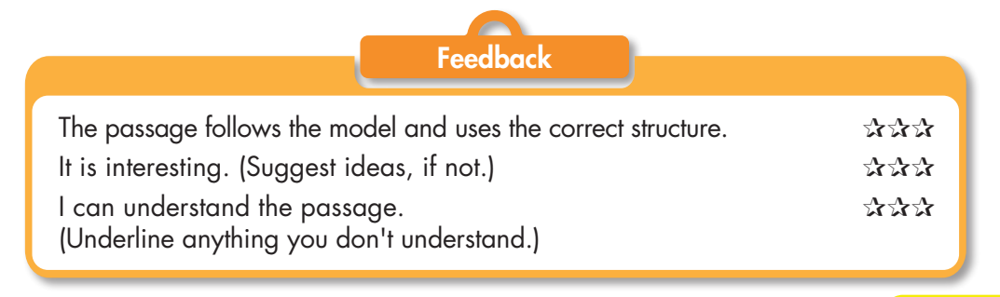 Feedback
The passage follows the model and uses the correct structure. ☆☆☆
It is interesting. (Suggest ideas, if not.) ☆☆☆
I can understand the passage. ☆☆☆
(Underline anything you don't understand.)